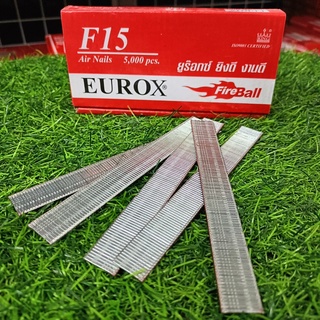 F15
Air Nails 5,000 pcs.
EUROX®
ยูร็อกซ์ ยิงดี งานดี
FireBall